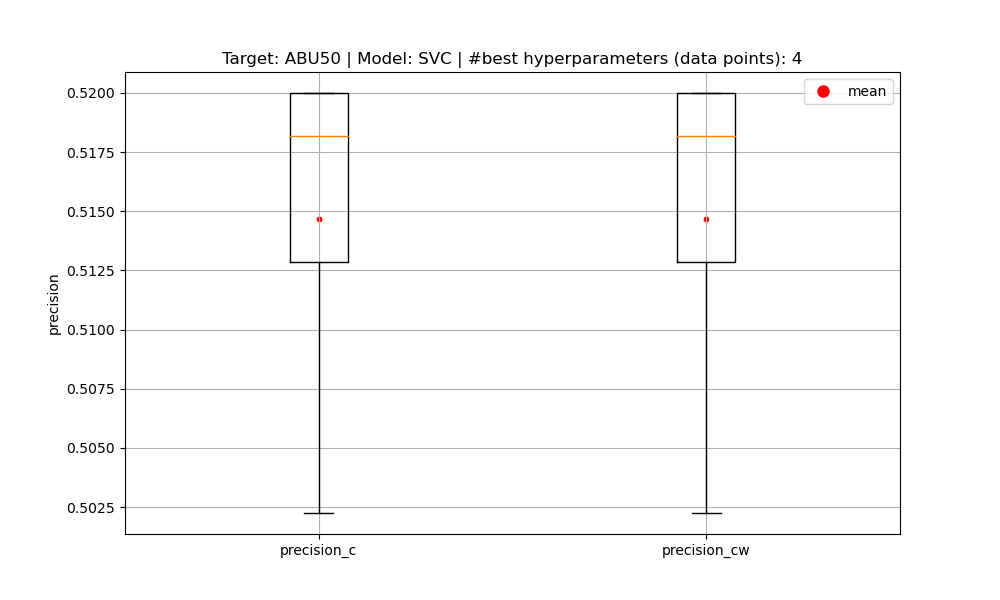 Target: ABU50 | Model: SVC | #best hyperparameters (data points): 4
mean
0.5200
0.5175
0.5150
0.5125
0.5100
0.5075
0.5050
0.5025
precision
precision_c
precision_cw